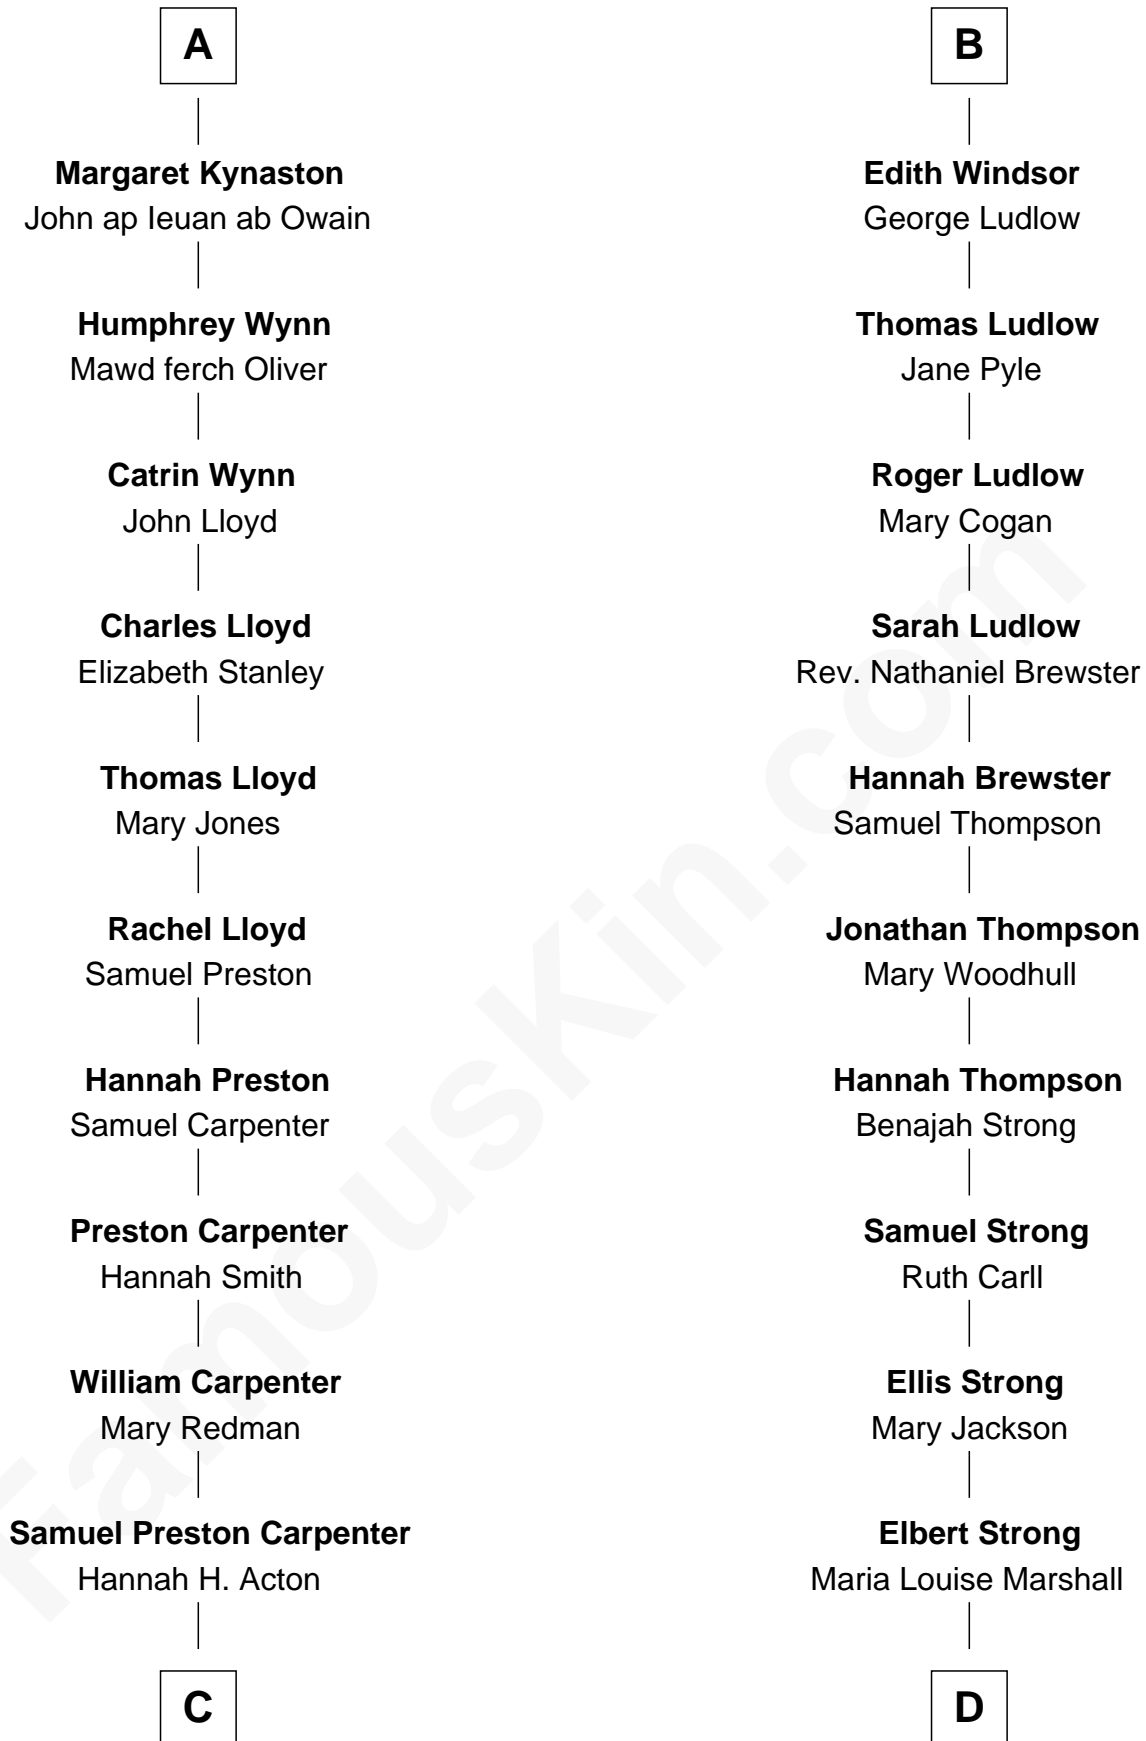 A
Margaret Kynaston
John ap Ieuan ab Owain
Humphrey Wynn
Mawd ferch Oliver
Catrin Wynn
John Lloyd
Charles Lloyd
Elizabeth Stanley
Thomas Lloyd
Mary Jones
Rachel Lloyd
Samuel Preston
Hannah Preston
Samuel Carpenter
Preston Carpenter
Hannah Smith
William Carpenter
Mary Redman
Samuel Preston Carpenter
Hannah H. Acton
C
B
Edith Windsor
George Ludlow
Thomas Ludlow
Jane Pyle
Roger Ludlow
Mary Cogan
Sarah Ludlow
Rev. Nathaniel Brewster
Hannah Brewster
Samuel Thompson
Jonathan Thompson
Mary Woodhull
Hannah Thompson
Benajah Strong
Samuel Strong
Ruth Carll
Ellis Strong
Mary Jackson
Elbert Strong
Maria Louise Marshall
D
FamousKin.com